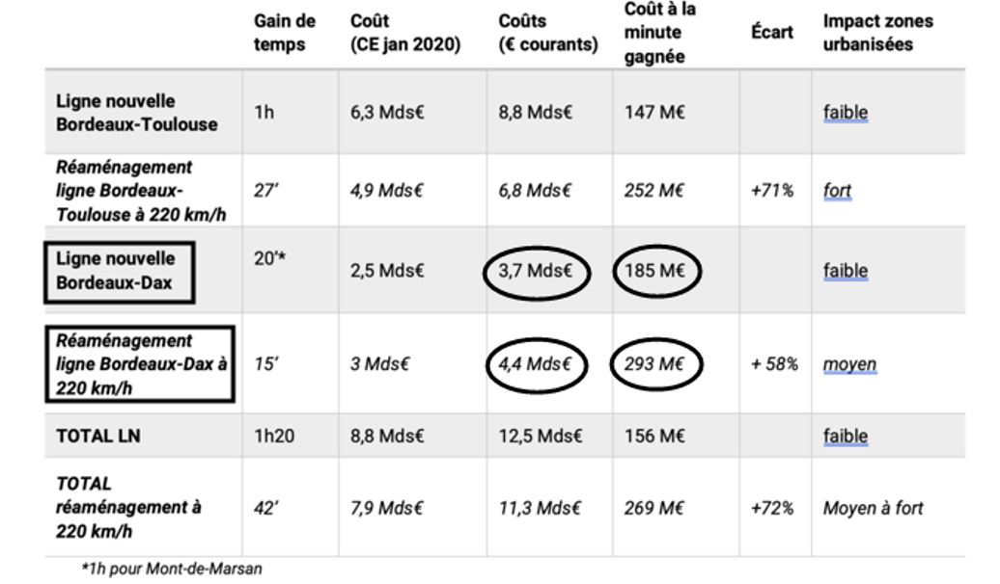 Gain de temps | Coût (CE jan 2020) | Coûts (€ courants) | Coût à la minute gagnée | Écart | Impact zones urbanisées
Ligne nouvelle Bordeaux-Toulouse | 1h | 6,3 Mds€ | 8,8 Mds€ | 147 M€ | faible
Réaménagement ligne Bordeaux-Toulouse à 220 km/h | 27’ | 4,9 Mds€ | 6,8 Mds€ | 252 M€ | +71% | fort
Ligne nouvelle Bordeaux-Dax | 20’* | 2,5 Mds€ | 3,7 Mds€ | 185 M€ | faible
Réaménagement ligne Bordeaux-Dax à 220 km/h | 15’ | 3 Mds€ | 4,4 Mds€ | 293 M€ | + 58% | moyen
TOTAL LN | 1h20 | 8,8 Mds€ | 12,5 Mds€ | 156 M€ | faible
TOTAL réaménagement à 220 km/h | 42’ | 7,9 Mds€ | 11,3 Mds€ | 269 M€ | +72% | Moyen à fort
*1h pour Mont-de-Marsan